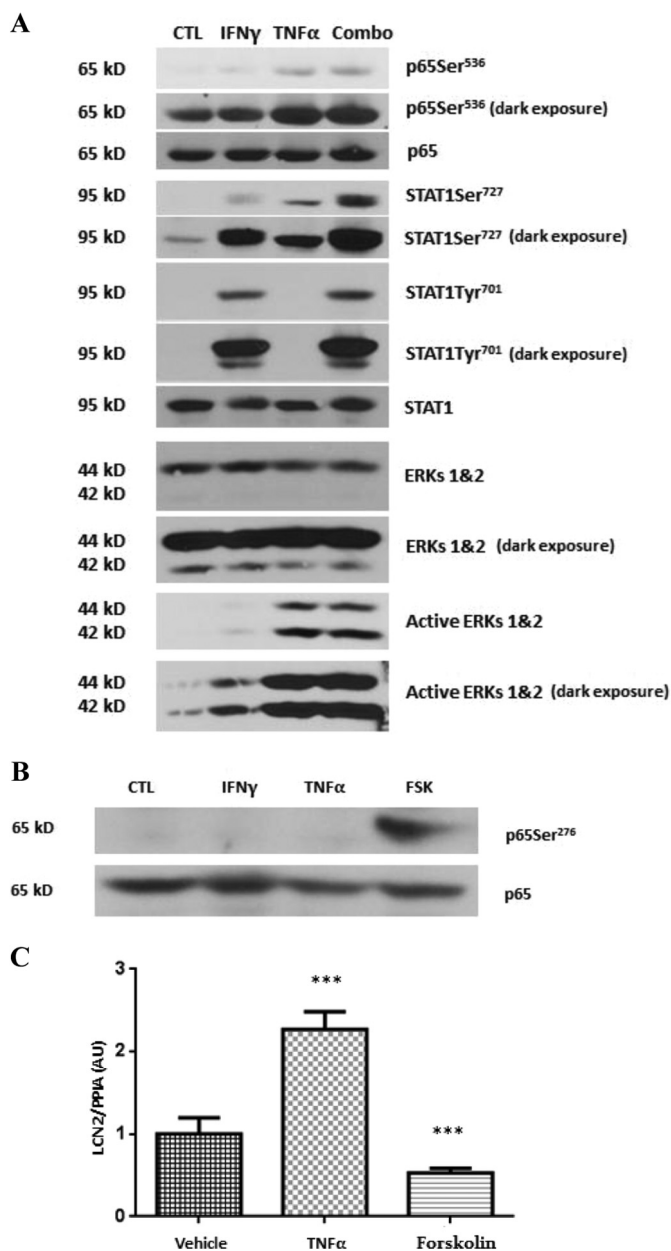 A
CTL IFNγ TNFα Combo
65 kD p65Ser536
65 kD p65Ser536 (dark exposure)
65 kD p65
95 kD STAT1Ser727
95 kD STAT1Ser727 (dark exposure)
95 kD STAT1Tyr701
95 kD STAT1Tyr701 (dark exposure)
95 kD STAT1
44 kD ERKs 1&2
42 kD
44 kD ERKs 1&2 (dark exposure)
42 kD
44 kD Active ERKs 1&2
42 kD
44 kD Active ERKs 1&2 (dark exposure)
42 kD
B
CTL IFNγ TNFα FSK
65 kD p65Ser276
65 kD p65
C
LCN2/PPIA (AU)
3
2
1
0
***
***
Vehicle TNFα Forskolin